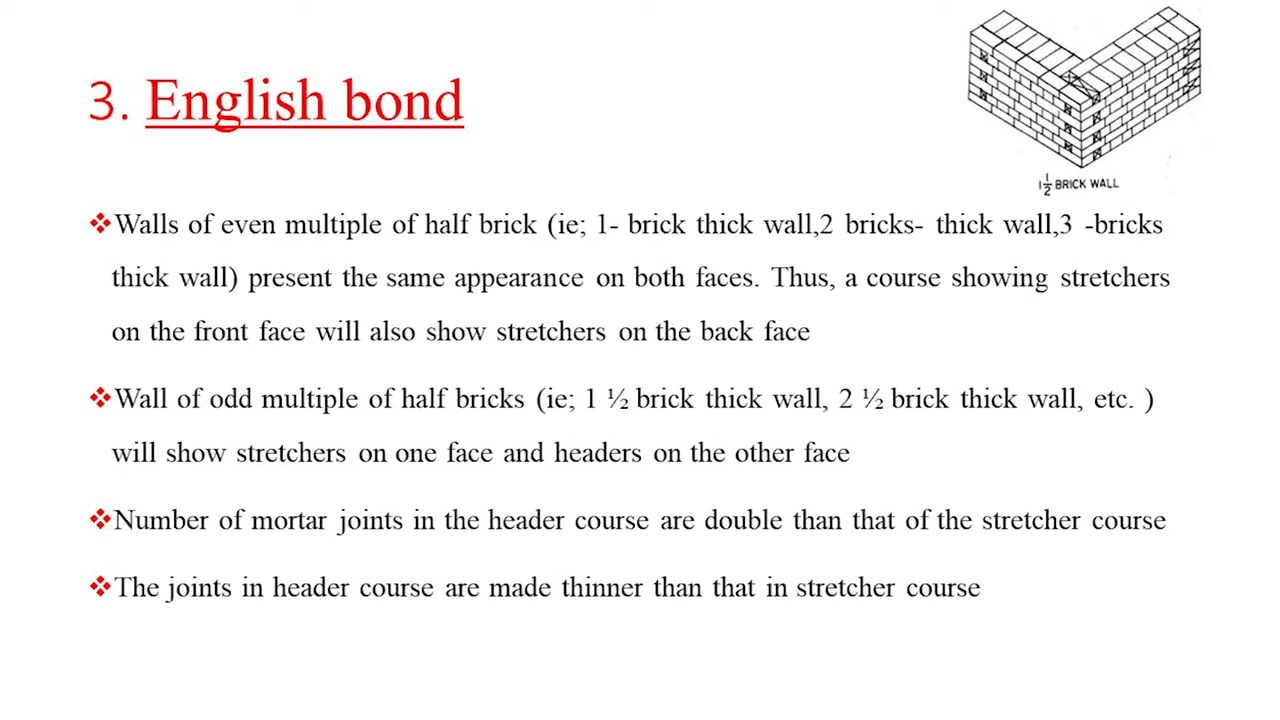 3. English bond
1 1/2 BRICK WALL
❖Walls of even multiple of half brick (ie; 1- brick thick wall,2 bricks- thick wall,3 -bricks
thick wall) present the same appearance on both faces. Thus, a course showing stretchers
on the front face will also show stretchers on the back face
❖Wall of odd multiple of half bricks (ie; 1 ½ brick thick wall, 2 ½ brick thick wall, etc. )
will show stretchers on one face and headers on the other face
❖Number of mortar joints in the header course are double than that of the stretcher course
❖The joints in header course are made thinner than that in stretcher course